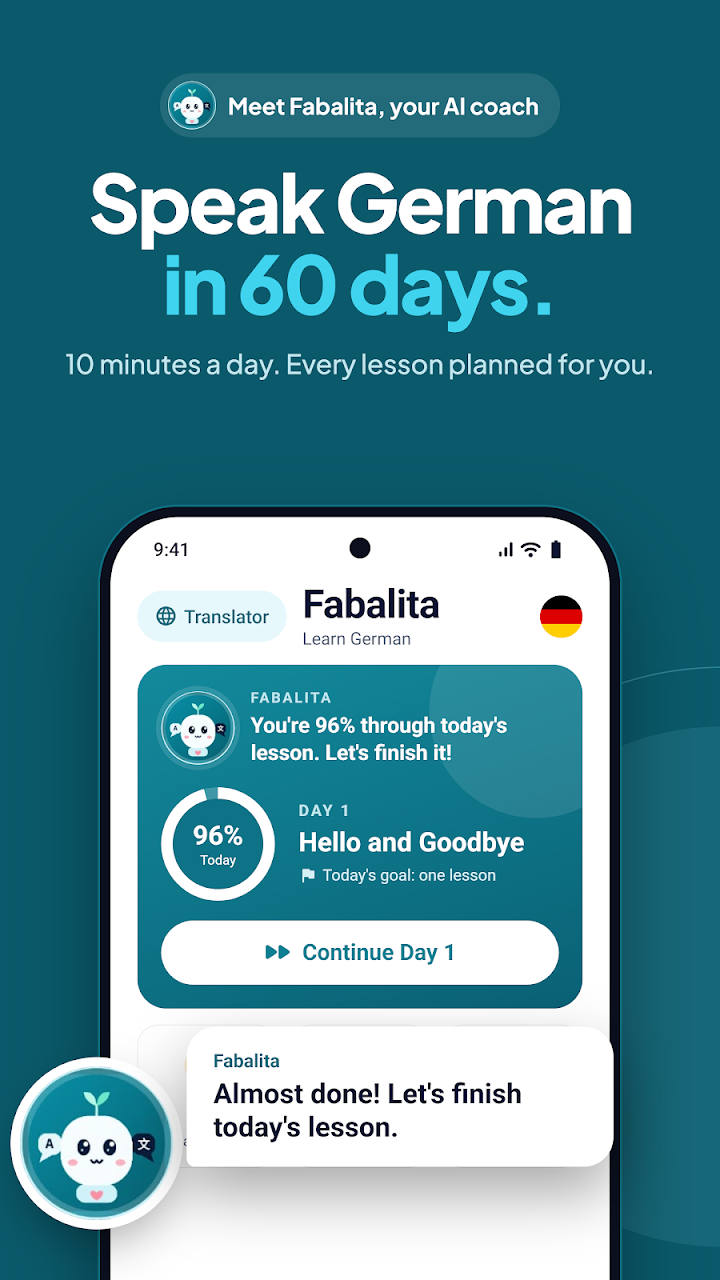 Meet Fabalita, your AI coach
Speak German
in 60 days.
10 minutes a day. Every lesson planned for you.
9:41
Translator
Fabalita
Learn German
FABALITA
You're 96% through today's
lesson. Let's finish it!
96%
Today
DAY 1
Hello and Goodbye
Today's goal: one lesson
Continue Day 1
Fabalita
Almost done! Let's finish
today's lesson.
A
文